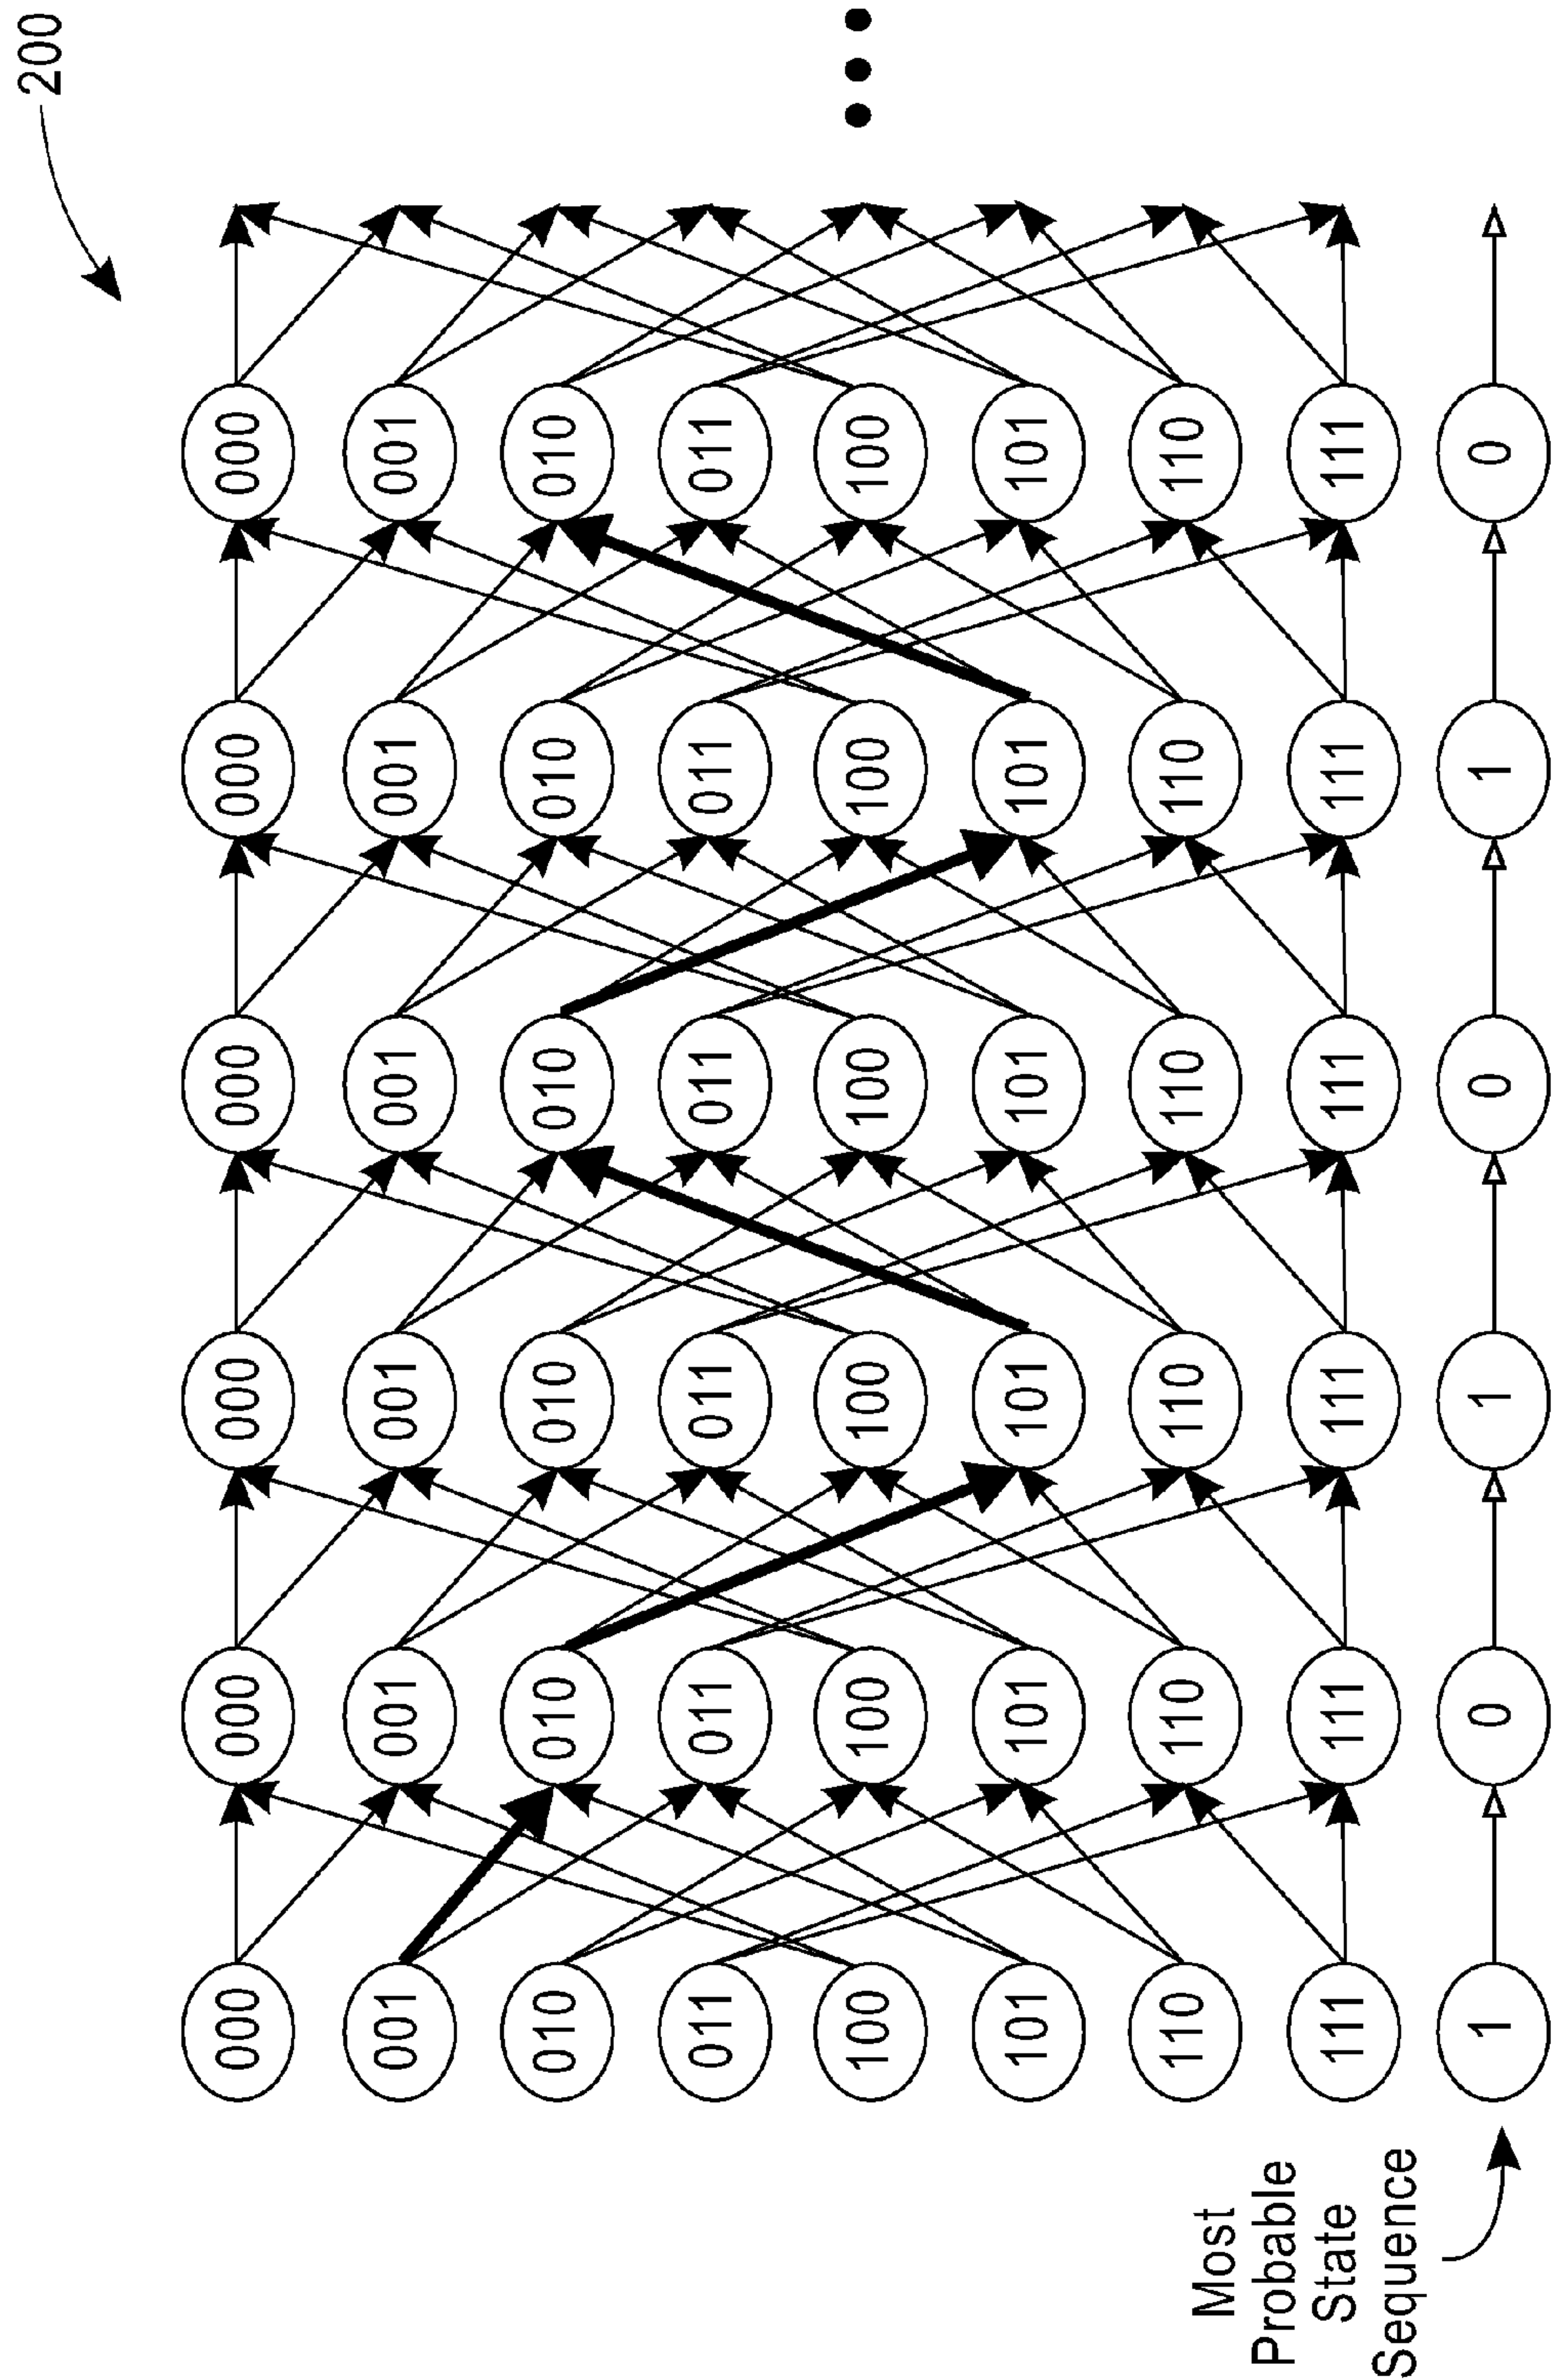 200
000 000 000 000 000 000
001 001 001 001 001 001
010 010 010 010 010 010
011 011 011 011 011 011
100 100 100 100 100 100
101 101 101 101 101 101
110 110 110 110 110 110
111 111 111 111 111 111
Most
Probable
State
Sequence
1 0 1 0 1 0